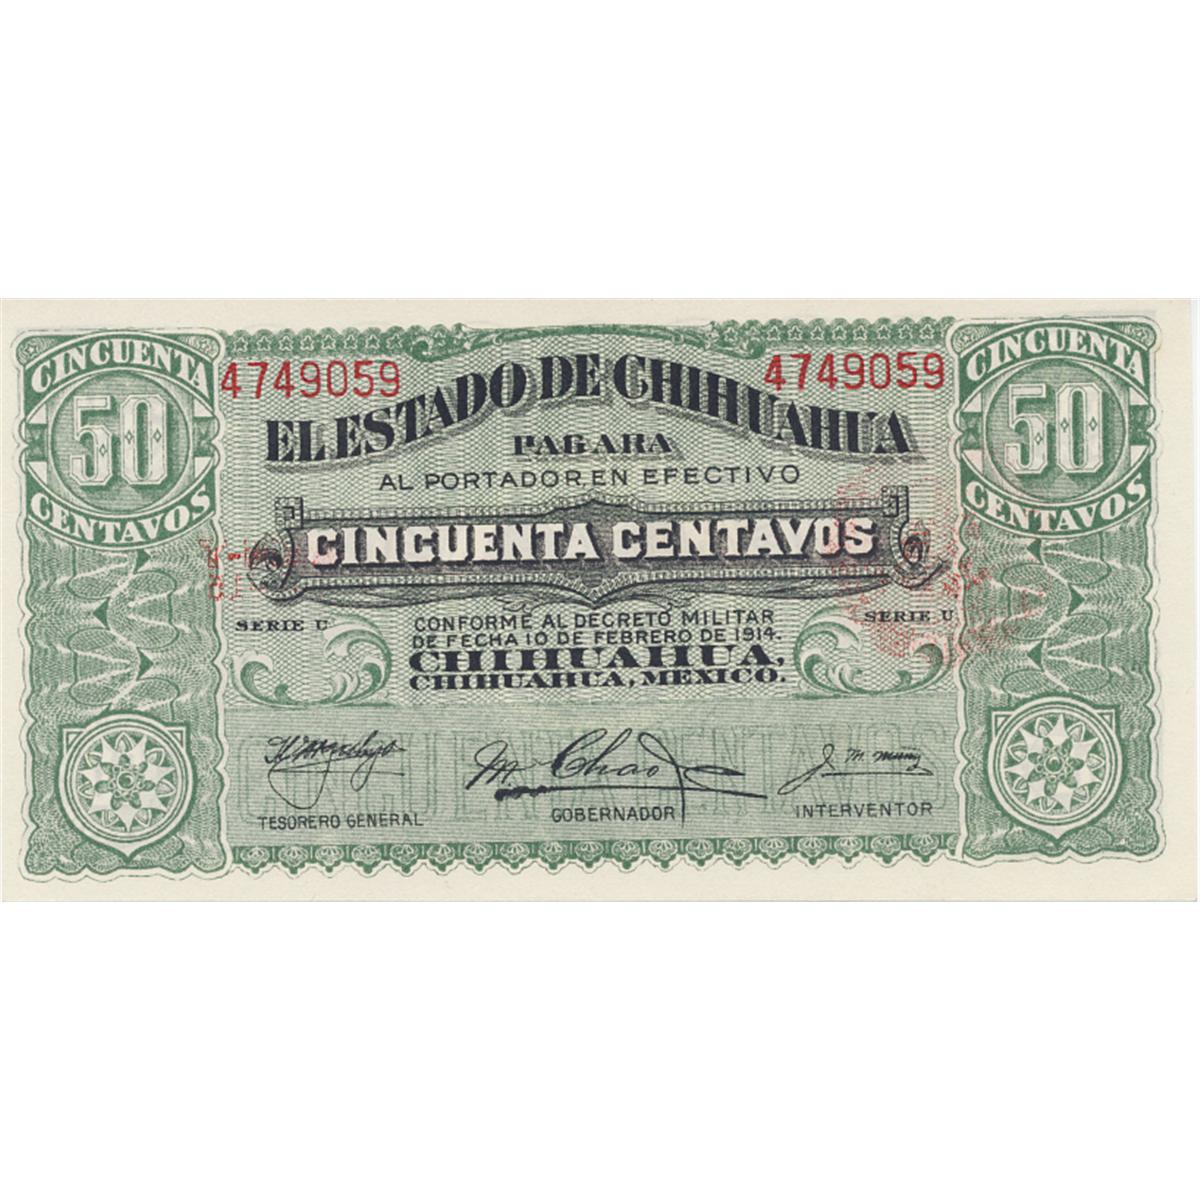 CINCUENTA
50
CENTAVOS
4749059
4749059
CINCUENTA
50
CENTAVOS
EL ESTADO DE CHIHUAHUA
PAGARA
AL PORTADOR, EN EFECTIVO
CINCUENTA CENTAVOS
SERIE U
SERIE U
CONFORME AL DECRETO MILITAR
DE FECHA 10 DE FEBRERO DE 1914.
CHIHUAHUA,
CHIHUAHUA, MEXICO.
M. Chao
TESORERO GENERAL
GOBERNADOR
INTERVENTOR